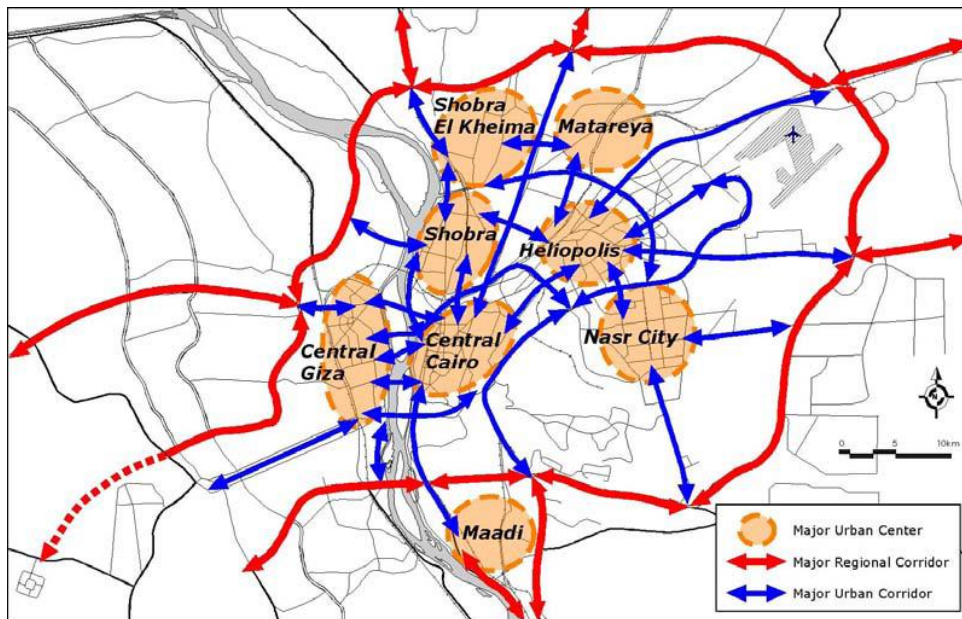 Shobra
El Kheima
Matareya
Shobra
Heliopolis
Central
Giza
Central
Cairo
Nasr City
Maadi
N
0 5 10km
Major Urban Center
Major Regional Corridor
Major Urban Corridor